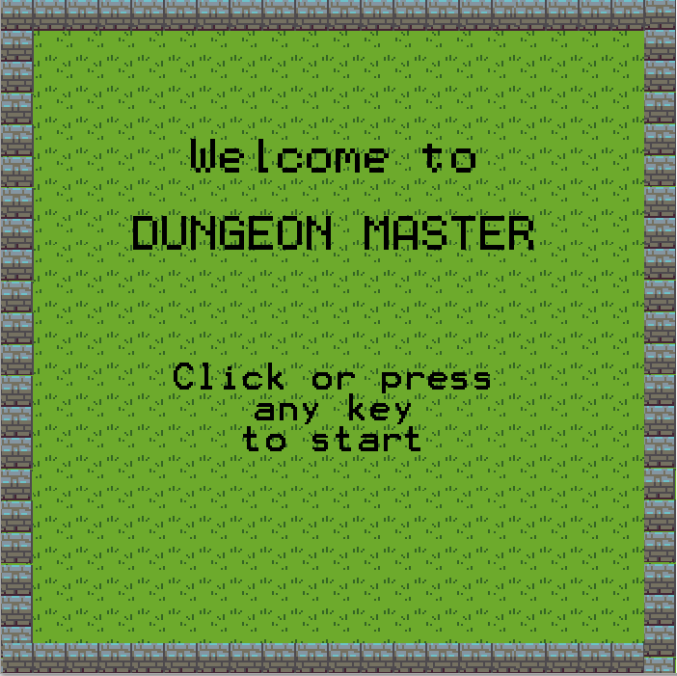 Welcome to
DUNGEON MASTER
Click or press
any key
to start